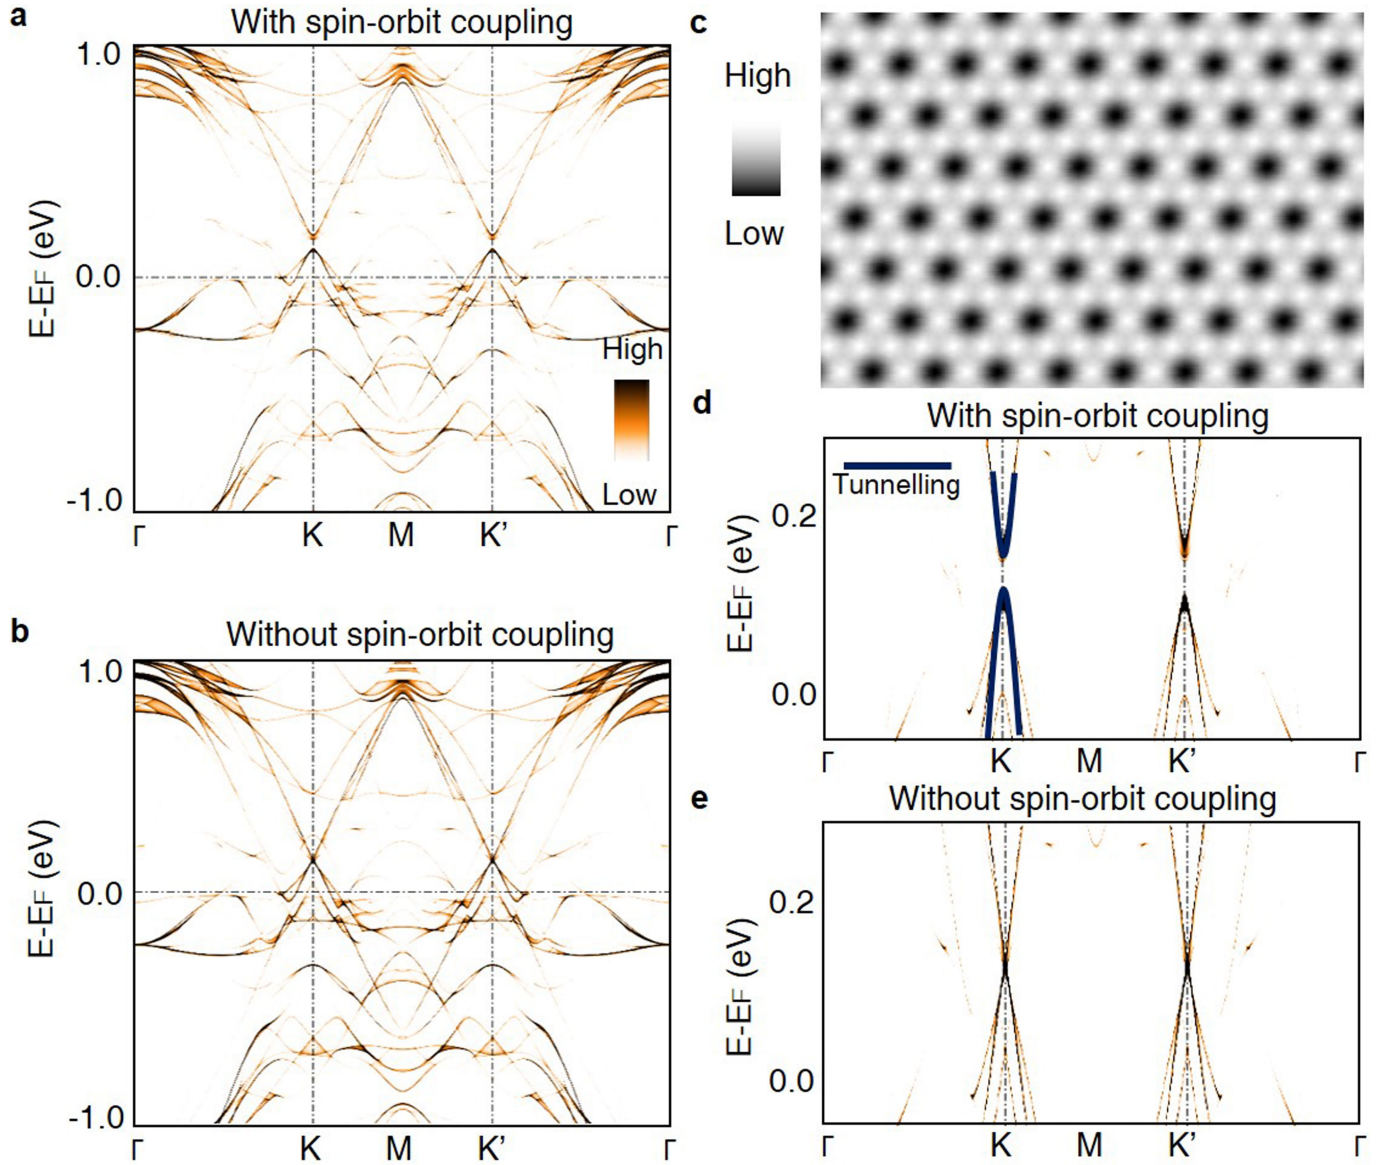 a
With spin-orbit coupling
1.0
0.0
-1.0
E-EF (eV)
High
Low
Γ K M K' Γ
b
Without spin-orbit coupling
1.0
0.0
-1.0
E-EF (eV)
Γ K M K' Γ
c
High
Low
d
With spin-orbit coupling
Tunnelling
0.2
0.0
E-EF (eV)
Γ K M K' Γ
e
Without spin-orbit coupling
0.2
0.0
E-EF (eV)
Γ K M K' Γ